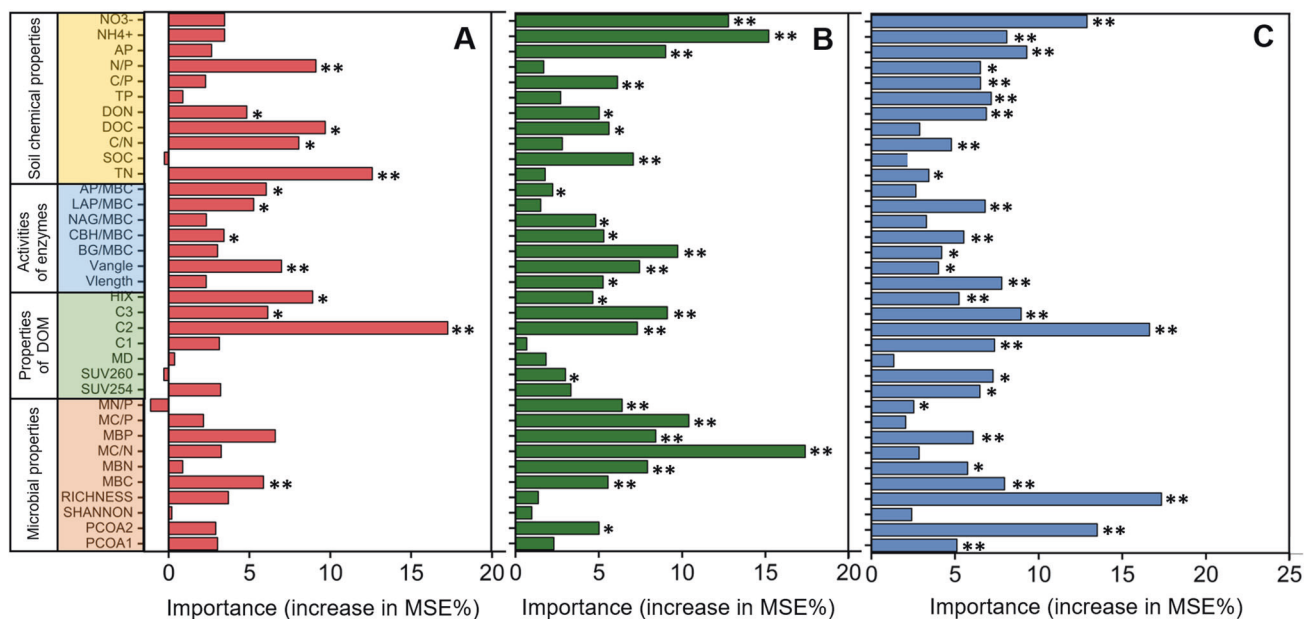 Soil chemical properties
NO3-
NH4+
AP
N/P
C/P
TP
DON
DOC
C/N
SOC
TN
Activities
of enzymes
AP/MBC
LAP/MBC
NAG/MBC
CBH/MBC
BG/MBC
Vangle
Vlength
Properties
of DOM
HIX
C3
C2
C1
MD
SUV260
SUV254
Microbial properties
MN/P
MC/P
MBP
MC/N
MBN
MBC
RICHNESS
SHANNON
PCOA2
PCOA1
A
**
*
*
*
**
*
*
*
**
*
*
**
**
0 5 10 15 20
Importance (increase in MSE%)
B
**
**
**
**
*
*
**
*
*
*
**
**
*
*
**
**
*
**
**
**
**
**
**
*
0 5 10 15 20
Importance (increase in MSE%)
C
**
**
**
*
**
**
**
**
*
**
**
*
*
**
**
**
**
**
*
*
*
**
*
**
**
**
**
0 5 10 15 20 25
Importance (increase in MSE%)